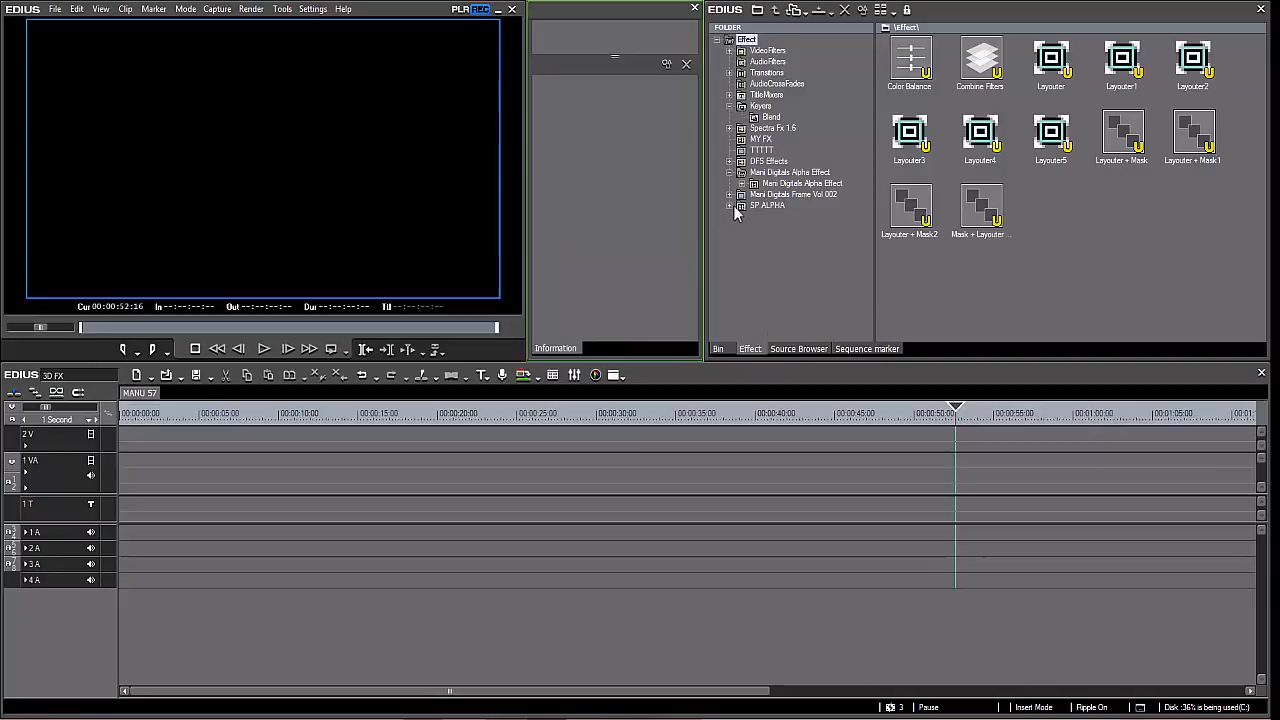 EDIUS File Edit View Clip Marker Mode Capture Render Tools Settings Help PLR REC
Cur 00:00:52:16 In --:--:--:-- Out --:--:--:-- Dur --:--:--:-- Ttl --:--:--:--
Information
EDIUS
FOLDER
Effect
VideoFilters
AudioFilters
Transitions
AudioCrossFades
TitleMixers
Keyers
Blend
Spectra Fx 1.6
MY FX
TTTTT
DFS Effects
Mani Digitals Alpha Effect
Mani Digitals Alpha Effect
Mani Digitals Frame Vol 002
SP ALPHA
\Effect\
Color Balance Combine Filters Layouter Layouter1 Layouter2
Layouter3 Layouter4 Layouter5 Layouter + Mask Layouter + Mask1
Layouter + Mask2 Mask + Layouter...
Bin Effect Source Browser Sequence marker
EDIUS 3D FX
MANU 57
1 Second
00:00:00:00 00:00:05:00 00:00:10:00 00:00:15:00 00:00:20:00 00:00:25:00 00:00:30:00 00:00:35:00 00:00:40:00 00:00:45:00 00:00:50:00 00:00:55:00 00:01:00:00 00:01:05:00
2 V
1 VA
1 T T
1 A
2 A
3 A
4 A
3 Pause Insert Mode Ripple On Disk :36% is being used(C:)